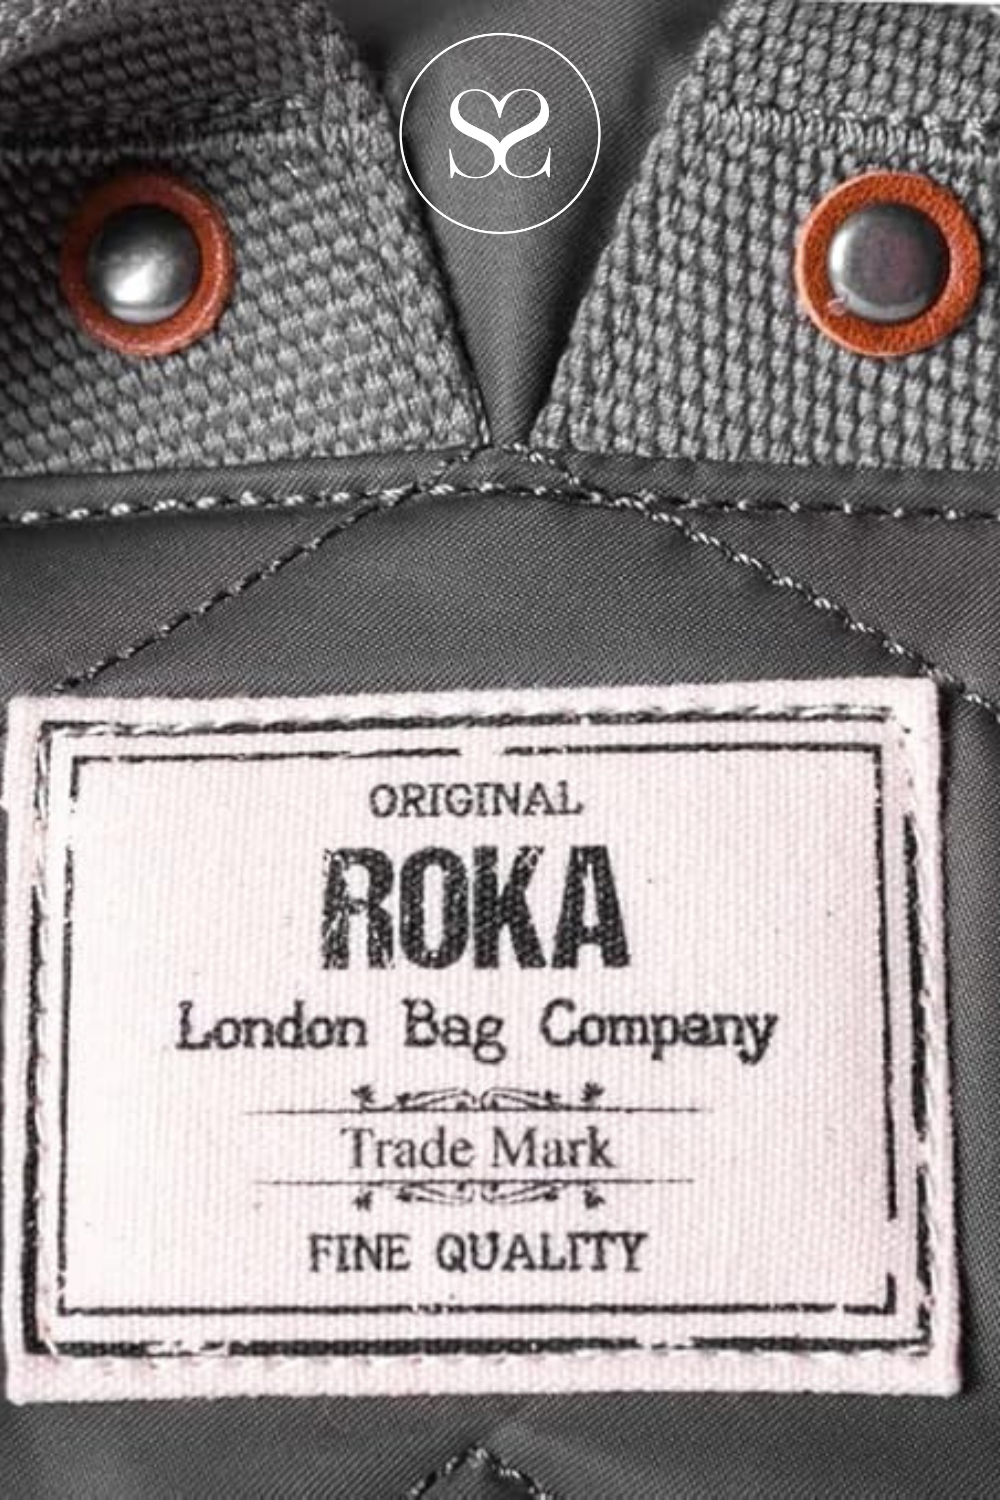 ORIGINAL
ROKA
London Bag Company
Trade Mark
FINE QUALITY